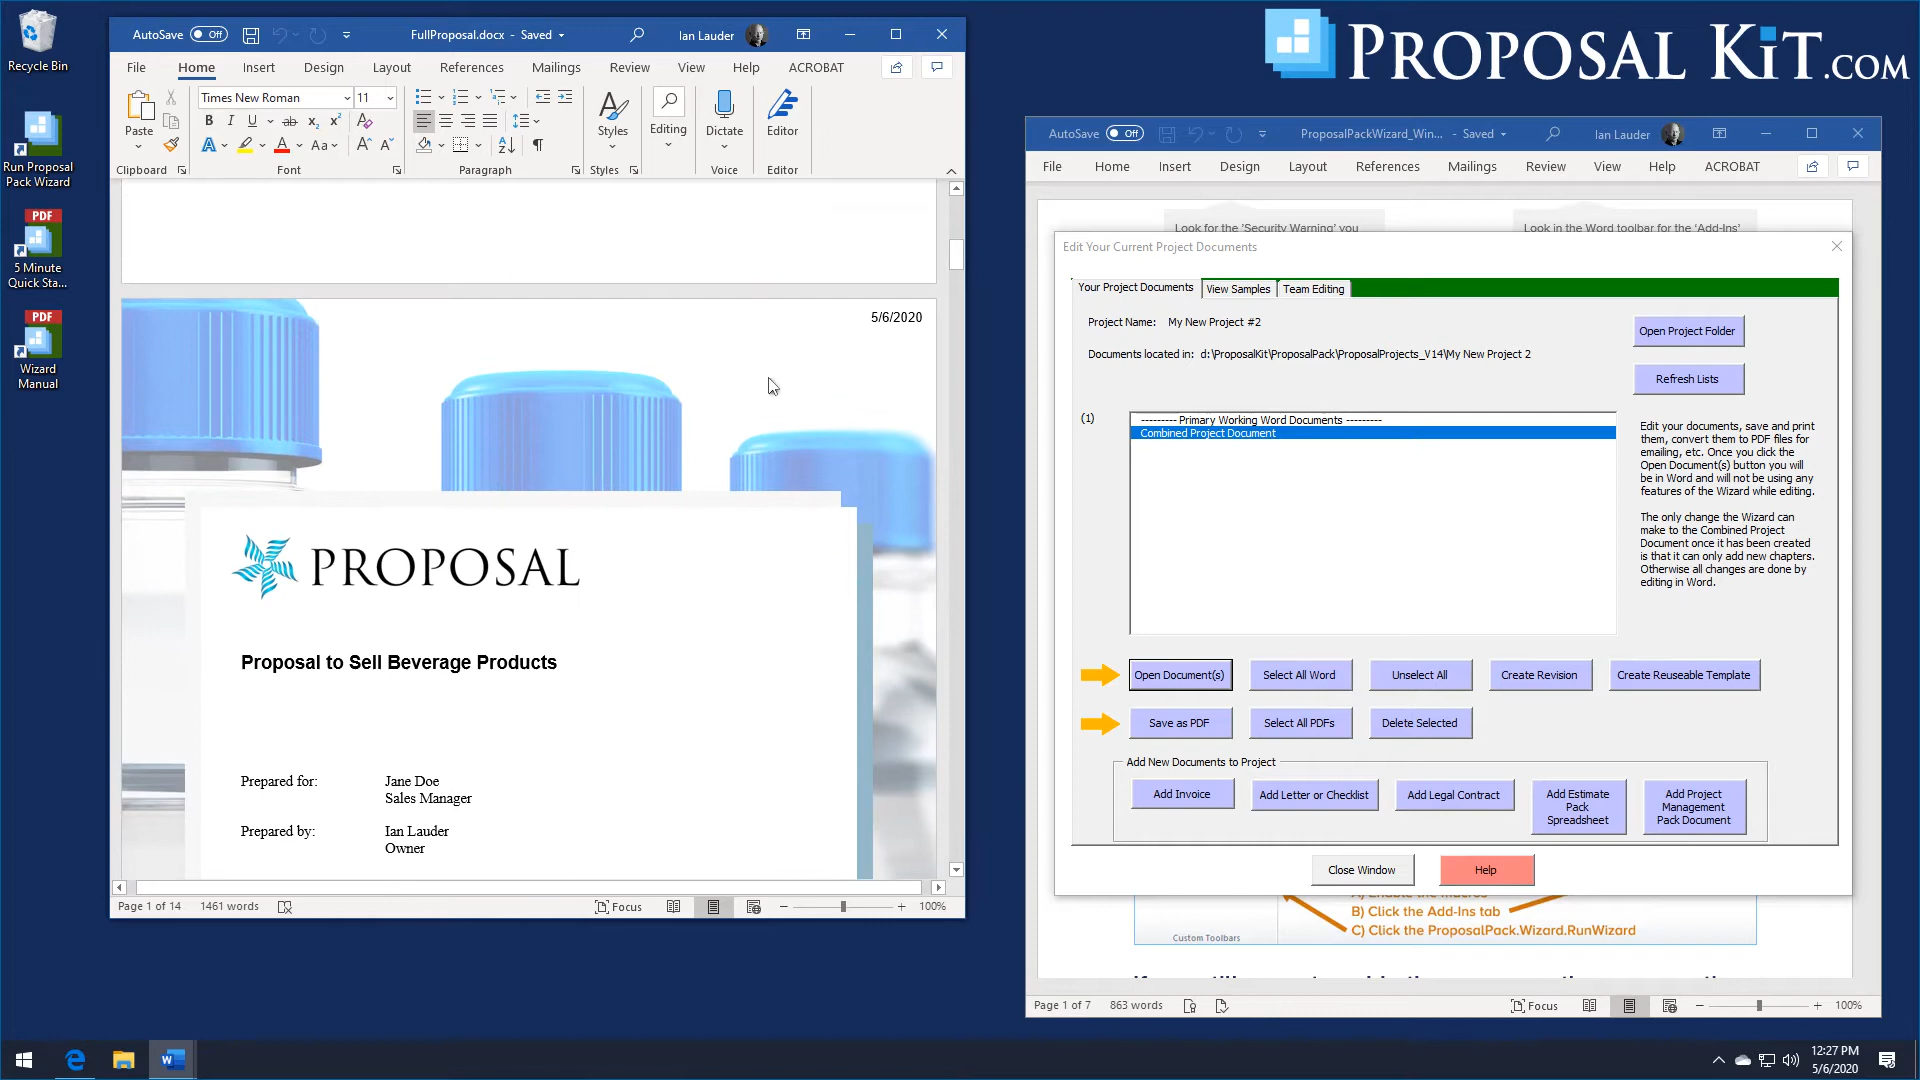 Recycle Bin
Run Proposal
Pack Wizard
PDF
5 Minute
Quick Sta...
PDF
Wizard
Manual
AutoSave Off
FullProposal.docx - Saved
Ian Lauder
File Home Insert Design Layout References Mailings Review View Help ACROBAT
Times New Roman 11
Paste
Styles
Editing
Dictate
Editor
Clipboard Font Paragraph Styles Voice Editor
5/6/2020
PROPOSAL
Proposal to Sell Beverage Products
Prepared for: Jane Doe
Sales Manager
Prepared by: Ian Lauder
Owner
Page 1 of 14 1461 words Focus 100%
PROPOSAL KIT.COM
AutoSave Off
ProposalPackWizard_Win... - Saved
Ian Lauder
File Home Insert Design Layout References Mailings Review View Help ACROBAT
Look for the 'Security Warning' you
Look in the Word toolbar for the 'Add-Ins'
Edit Your Current Project Documents
Your Project Documents View Samples Team Editing
Project Name: My New Project #2
Open Project Folder
Documents located in: d:\ProposalKit\ProposalPack\ProposalProjects_V14\My New Project 2
Refresh Lists
(1)
--------- Primary Working Word Documents ---------
Combined Project Document
Edit your documents, save and print
them, convert them to PDF files for
emailing, etc. Once you click the
Open Document(s) button you will
be in Word and will not be using any
features of the Wizard while editing.
The only change the Wizard can
make to the Combined Project
Document once it has been created
is that it can only add new chapters.
Otherwise all changes are done by
editing in Word.
Open Document(s) Select All Word Unselect All Create Revision Create Reuseable Template
Save as PDF Select All PDFs Delete Selected
Add New Documents to Project
Add Invoice
Add Letter or Checklist
Add Legal Contract
Add Estimate
Pack
Spreadsheet
Add Project
Management
Pack Document
Close Window Help
B) Click the Add-Ins tab
C) Click the ProposalPack.Wizard.RunWizard
Custom Toolbars
Page 1 of 7 863 words Focus 100%
12:27 PM
5/6/2020